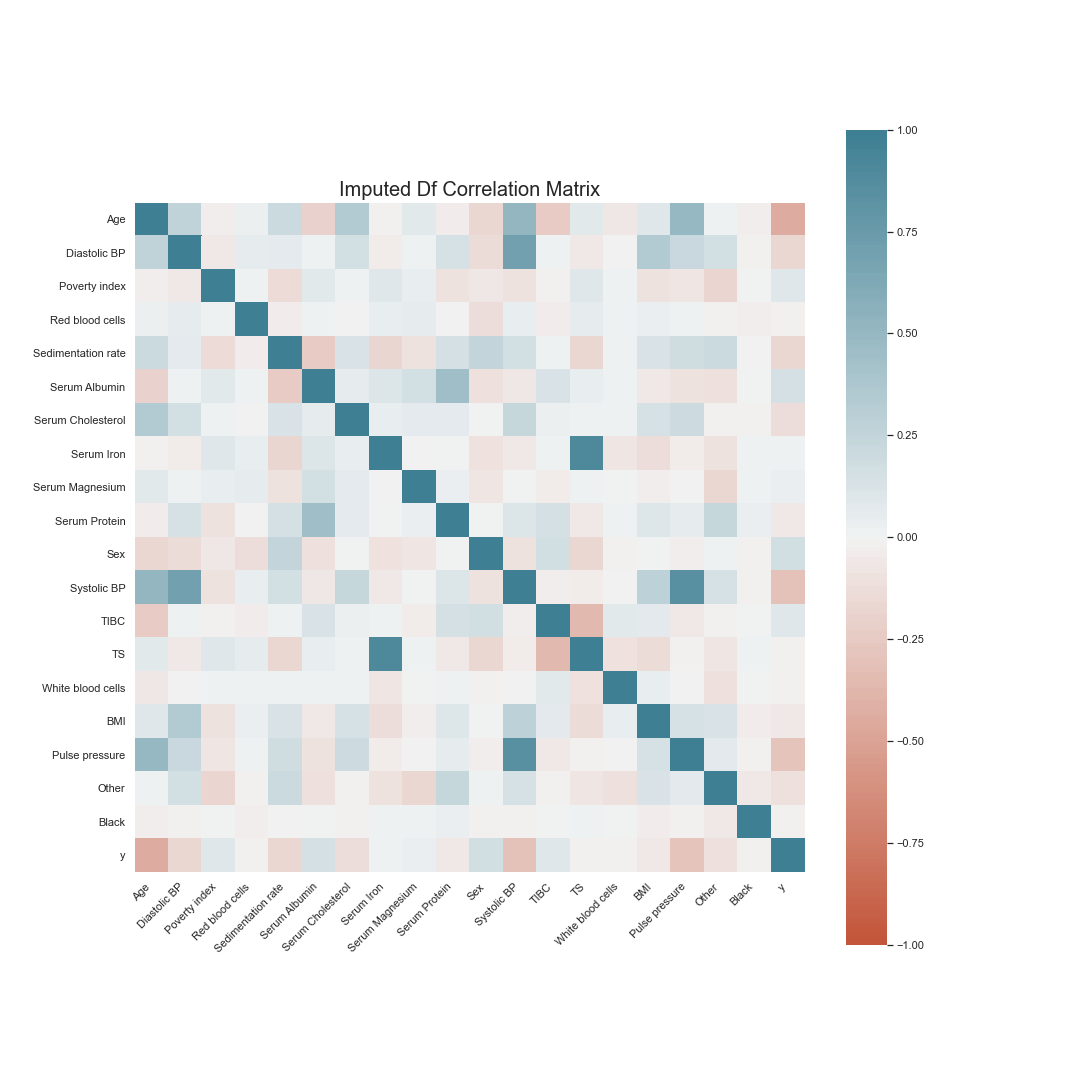 Imputed Df Correlation Matrix
Age
Diastolic BP
Poverty index
Red blood cells
Sedimentation rate
Serum Albumin
Serum Cholesterol
Serum Iron
Serum Magnesium
Serum Protein
Sex
Systolic BP
TIBC
TS
White blood cells
BMI
Pulse pressure
Other
Black
y
Age
Diastolic BP
Poverty index
Red blood cells
Sedimentation rate
Serum Albumin
Serum Cholesterol
Serum Iron
Serum Magnesium
Serum Protein
Sex
Systolic BP
TIBC
TS
White blood cells
BMI
Pulse pressure
Other
Black
y
1.00
0.75
0.50
0.25
0.00
−0.25
−0.50
−0.75
−1.00